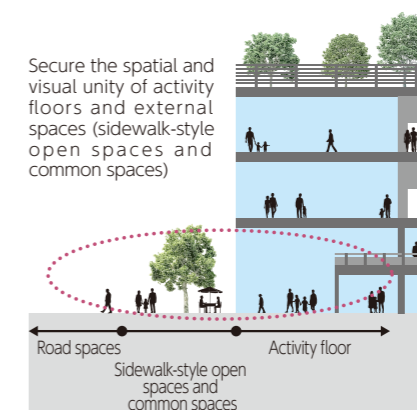 Secure the spatial and
visual unity of activity
floors and external
spaces (sidewalk-style
open spaces and
common spaces)
Road spaces
Activity floor
Sidewalk-style open
spaces and
common spaces